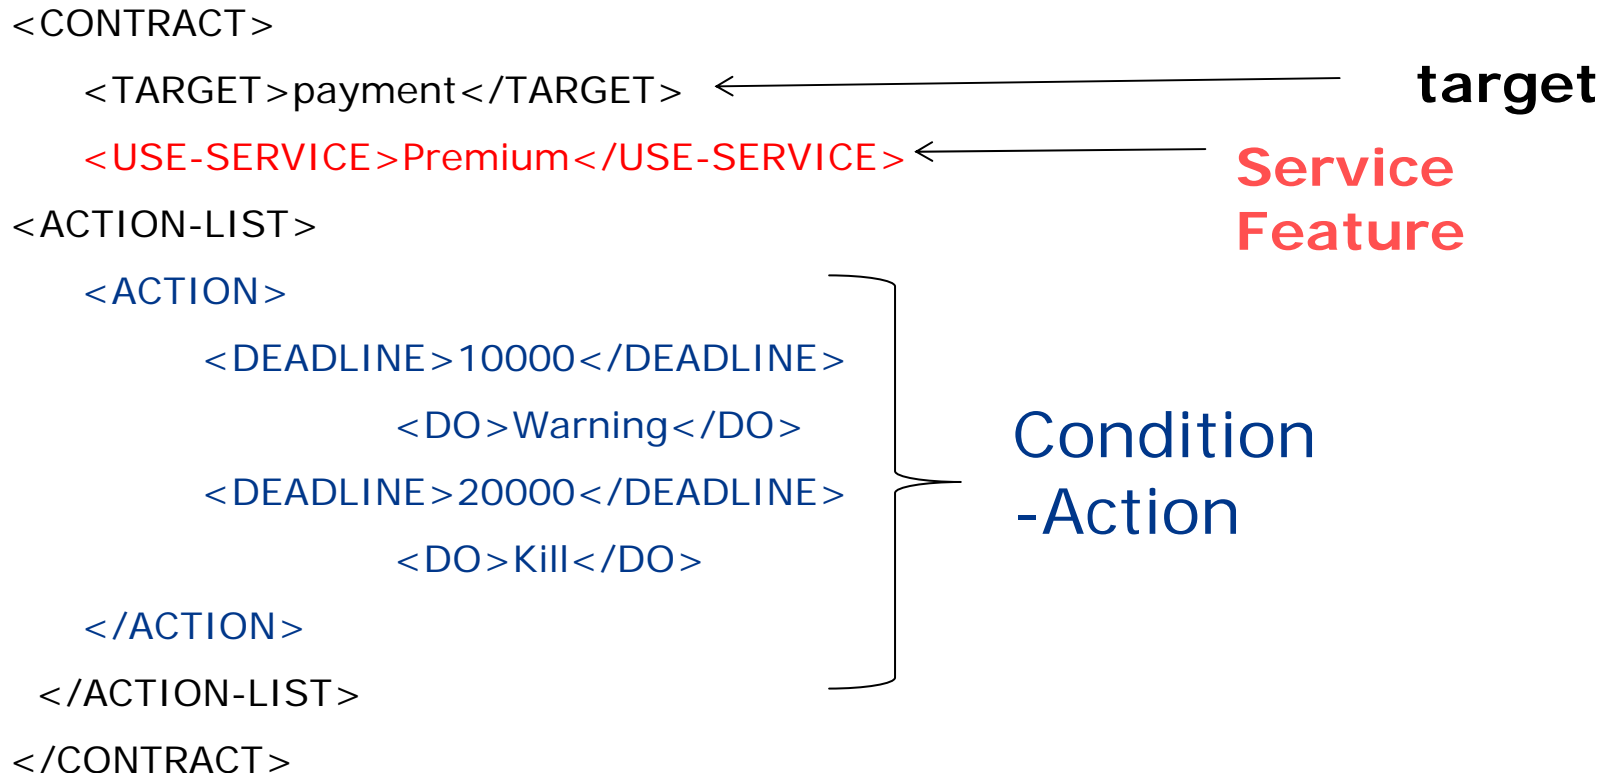 <CONTRACT>
<TARGET>payment</TARGET>
target
<USE-SERVICE>Premium</USE-SERVICE>
Service
Feature
<ACTION-LIST>
<ACTION>
<DEADLINE>10000</DEADLINE>
<DO>Warning</DO>
<DEADLINE>20000</DEADLINE>
<DO>Kill</DO>
</ACTION>
</ACTION-LIST>
</CONTRACT>
Condition
-Action